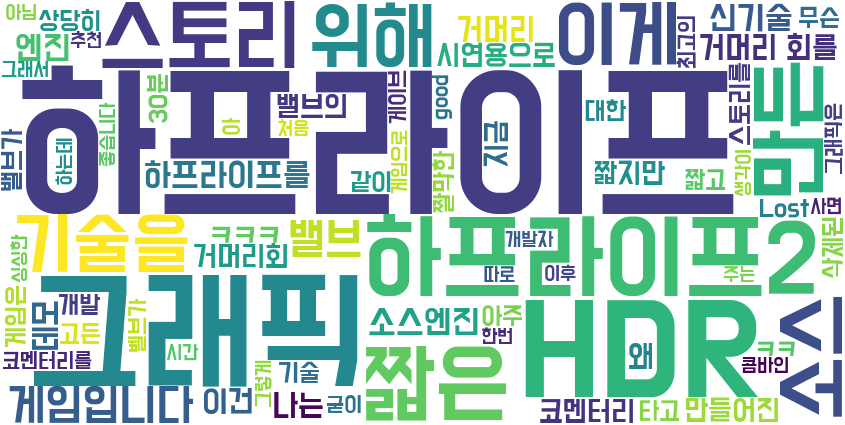 아님
상당히
엔진
추천
그래서
스토리
위해
거머리
이게
신기술
무슨
시연용으로
최고의
거머리 회를
밸브가
하는데
좋습니다
30분
아
처음
밸브의
게이브
good
지금
대한
스토리를
그래픽은
하프라이프
만든
하프라이프를
같이
게임으로
짤막한
짧지만
짧고
생각이
Lost
사면
기술을
싱싱한
ㅋㅋㅋ
거머리회
밸브
하프라이프2
개발자
따로
이후
주는
삭제된
게임은
데모
개발
고든
밸브가
그래픽
소스엔진
아주
한번
HDR
왜
ㅋㅋ
콤바인
시
서
코멘터리를
시간
그렇게
기술
짧은
게임입니다
이건
나는
굳이
코멘터리
타고
만들어진